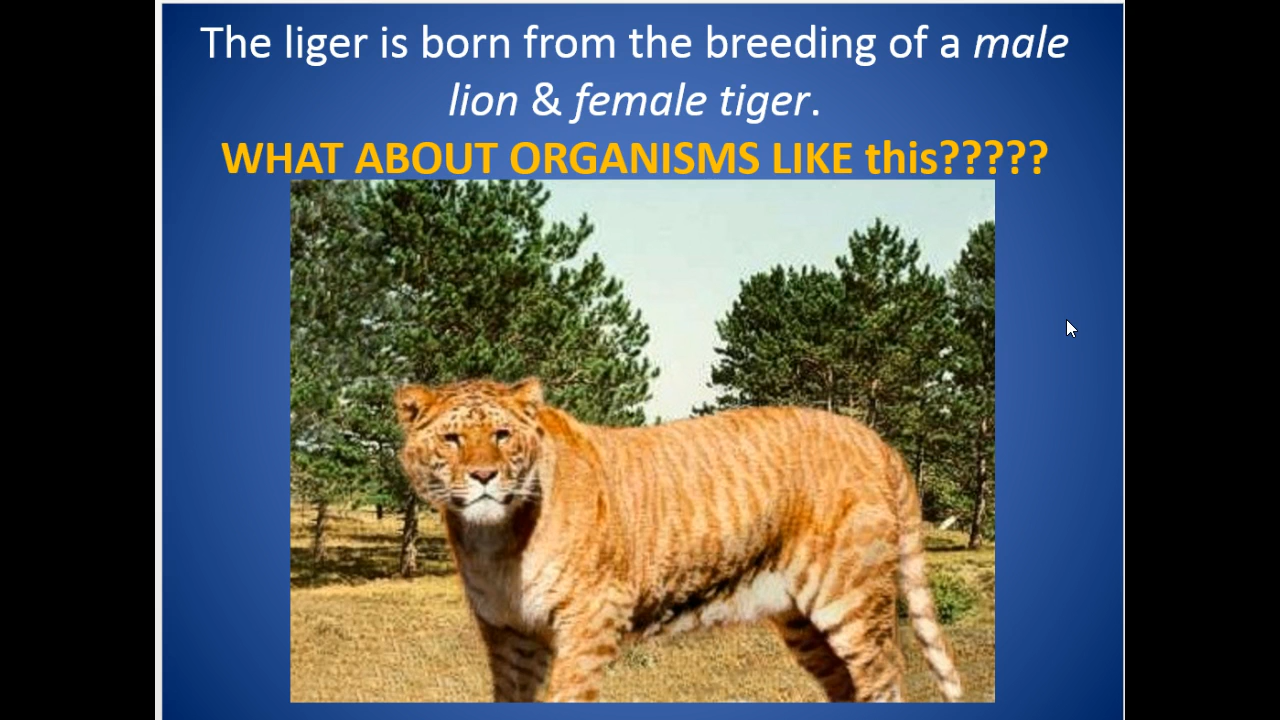 The liger is born from the breeding of a male
lion & female tiger.
WHAT ABOUT ORGANISMS LIKE this?????